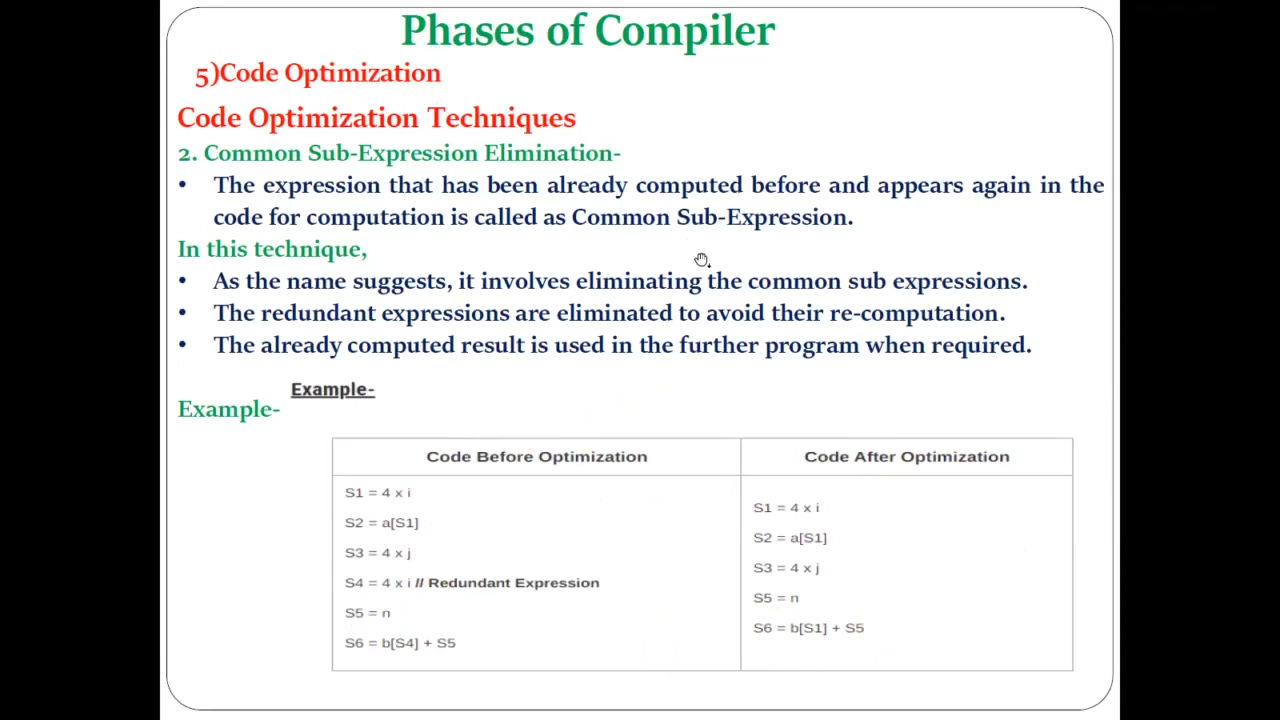 Phases of Compiler
5)Code Optimization
Code Optimization Techniques
2. Common Sub-Expression Elimination-
• The expression that has been already computed before and appears again in the
code for computation is called as Common Sub-Expression.
In this technique,
• As the name suggests, it involves eliminating the common sub expressions.
• The redundant expressions are eliminated to avoid their re-computation.
• The already computed result is used in the further program when required.
Example-
Example-
Code Before Optimization
S1 = 4 x i
S2 = a[S1]
S3 = 4 x j
S4 = 4 x i // Redundant Expression
S5 = n
S6 = b[S4] + S5
Code After Optimization
S1 = 4 x i
S2 = a[S1]
S3 = 4 x j
S5 = n
S6 = b[S1] + S5